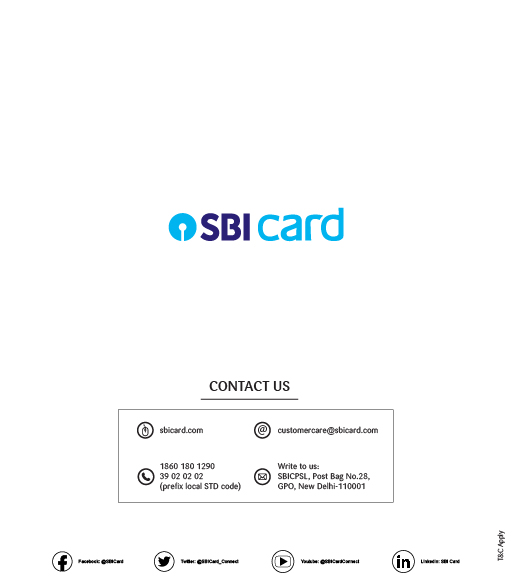 SBI card
CONTACT US
sbicard.com
customercare@sbicard.com
1860 180 1290
39 02 02 02
(prefix local STD code)
Write to us:
SBICPSL, Post Bag No.28,
GPO, New Delhi-110001
T&C Apply
Facebook: @SBICard
Twitter: @SBICard_Connect
Youtube: @SBICardConnect
LinkedIn: SBI Card